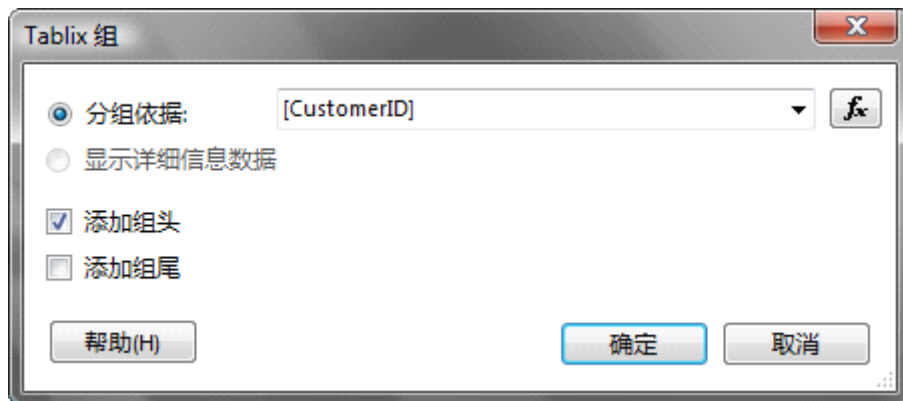 Tablix 组
分组依据: [CustomerID] fx
显示详细信息数据
添加组头
添加组尾
帮助(H) 确定 取消